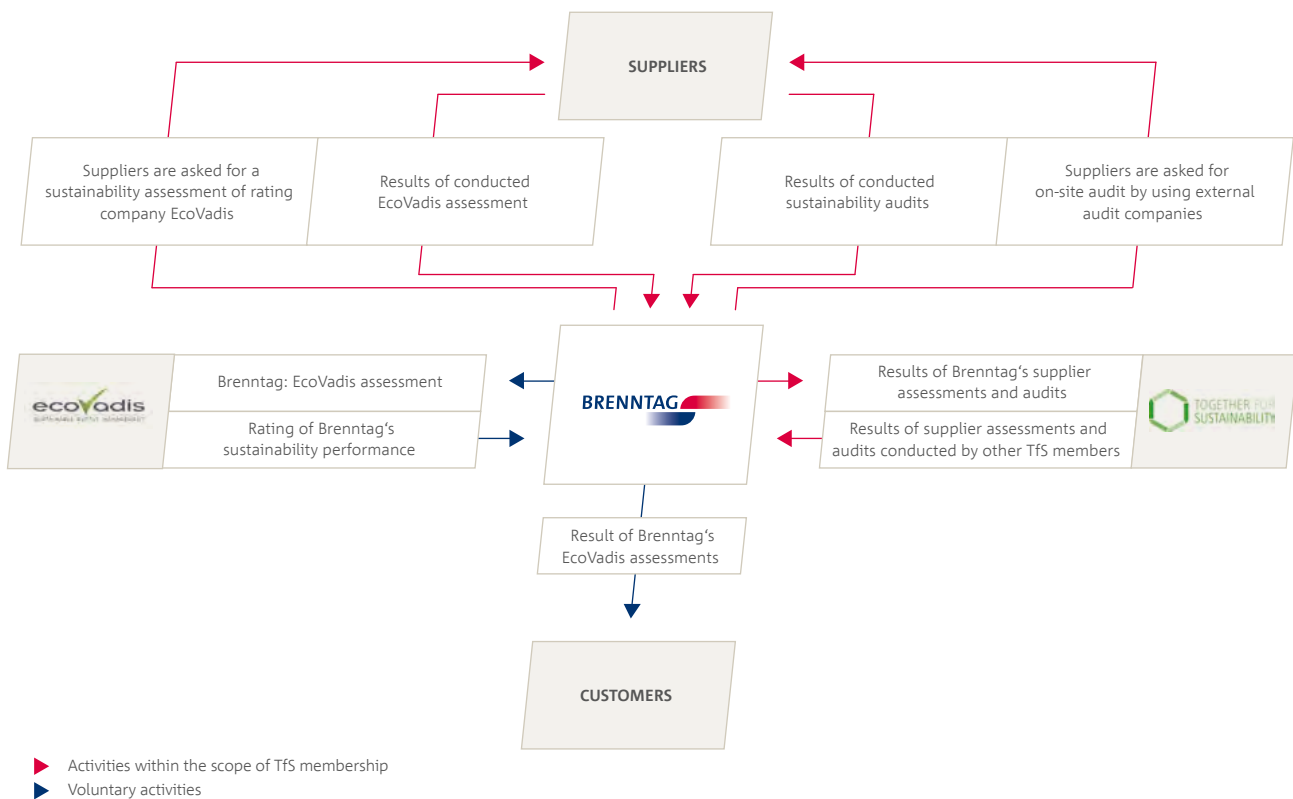 SUPPLIERS
Suppliers are asked for a
sustainability assessment of rating
company EcoVadis
Results of conducted
EcoVadis assessment
Results of conducted
sustainability audits
Suppliers are asked for
on-site audit by using external
audit companies
ecoVadis
Brenntag: EcoVadis assessment
Rating of Brenntag‘s
sustainability performance
BRENNTAG
Results of Brenntag‘s supplier
assessments and audits
Results of supplier assessments and
audits conducted by other TfS members
TOGETHER FOR
SUSTAINABILITY
Result of Brenntag‘s
EcoVadis assessments
CUSTOMERS
Activities within the scope of TfS membership
Voluntary activities